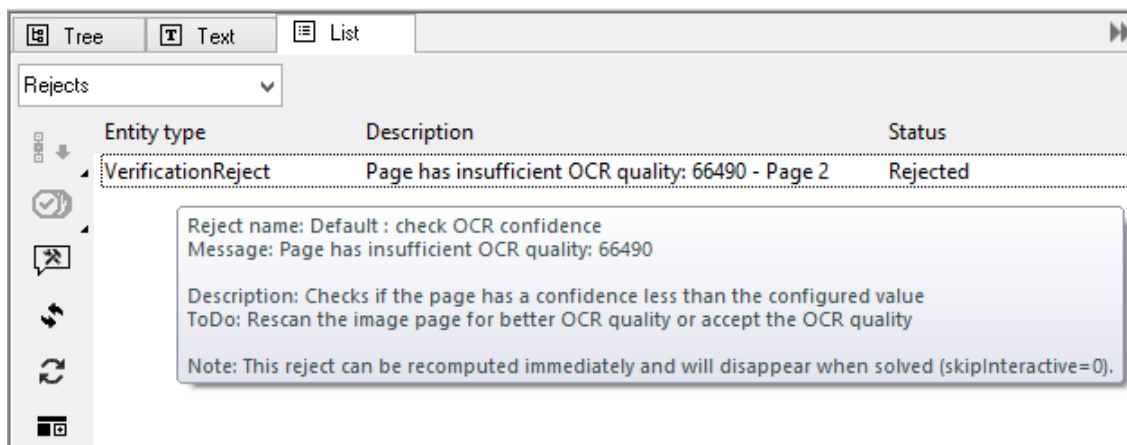 Tree Text List
Rejects
Entity type Description Status
VerificationReject Page has insufficient OCR quality: 66490 - Page 2 Rejected
Reject name: Default : check OCR confidence
Message: Page has insufficient OCR quality: 66490
Description: Checks if the page has a confidence less than the configured value
ToDo: Rescan the image page for better OCR quality or accept the OCR quality
Note: This reject can be recomputed immediately and will disappear when solved (skipInteractive=0).